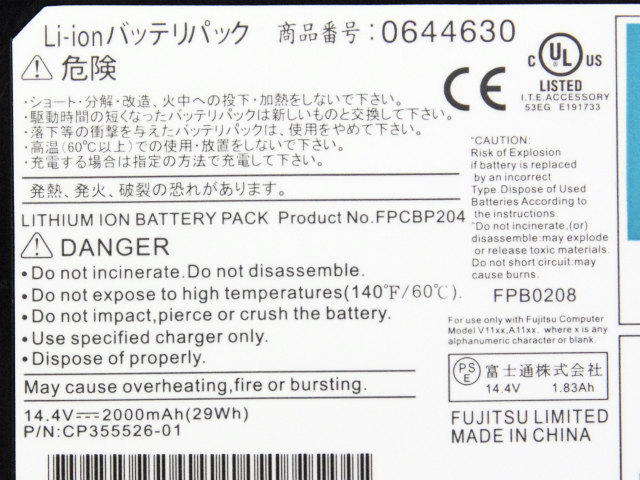 Li-ionバッテリパック 商品番号:0644630
⚠危険
・ショート・分解・改造、火中への投下・加熱をしないで下さい。
・駆動時間の短くなったバッテリパックは新しいものと交換して下さい。
・落下等の衝撃を与えたバッテリパックは、使用をやめて下さい。
・高温(60℃以上)での使用・放置をしないで下さい。
・充電する場合は指定の方法で充電して下さい。
発熱、発火、破裂の恐れがあります。
LITHIUM ION BATTERY PACK Product No.FPCBP204
⚠DANGER
•Do not incinerate.Do not disassemble.
•Do not expose to high temperatures(140°F/60℃).
•Do not impact,pierce or crush the battery.
•Use specified charger only.
•Dispose of properly.
May cause overheating,fire or bursting.
14.4V⎓2000mAh(29Wh)
P/N:CP355526-01
CE
C UL US
LISTED
I.T.E.ACCESSORY
53EG E191733
"CAUTION:
Risk of Explosion
if battery is replaced
by an incorrect
Type.Dispose of Used
Batteries According to
the instructions.
"Do not incinerate,(or)
disassemble:may explode
or release toxic materials.
Do not short circuit:may
cause burns.
FPB0208
For use only with Fujitsu Computer
Model V11xx,A11xx. where x is any
alphanumeric character or blank.
PS
E
富士通株式会社
14.4V 1.83Ah
FUJITSU LIMITED
MADE IN CHINA